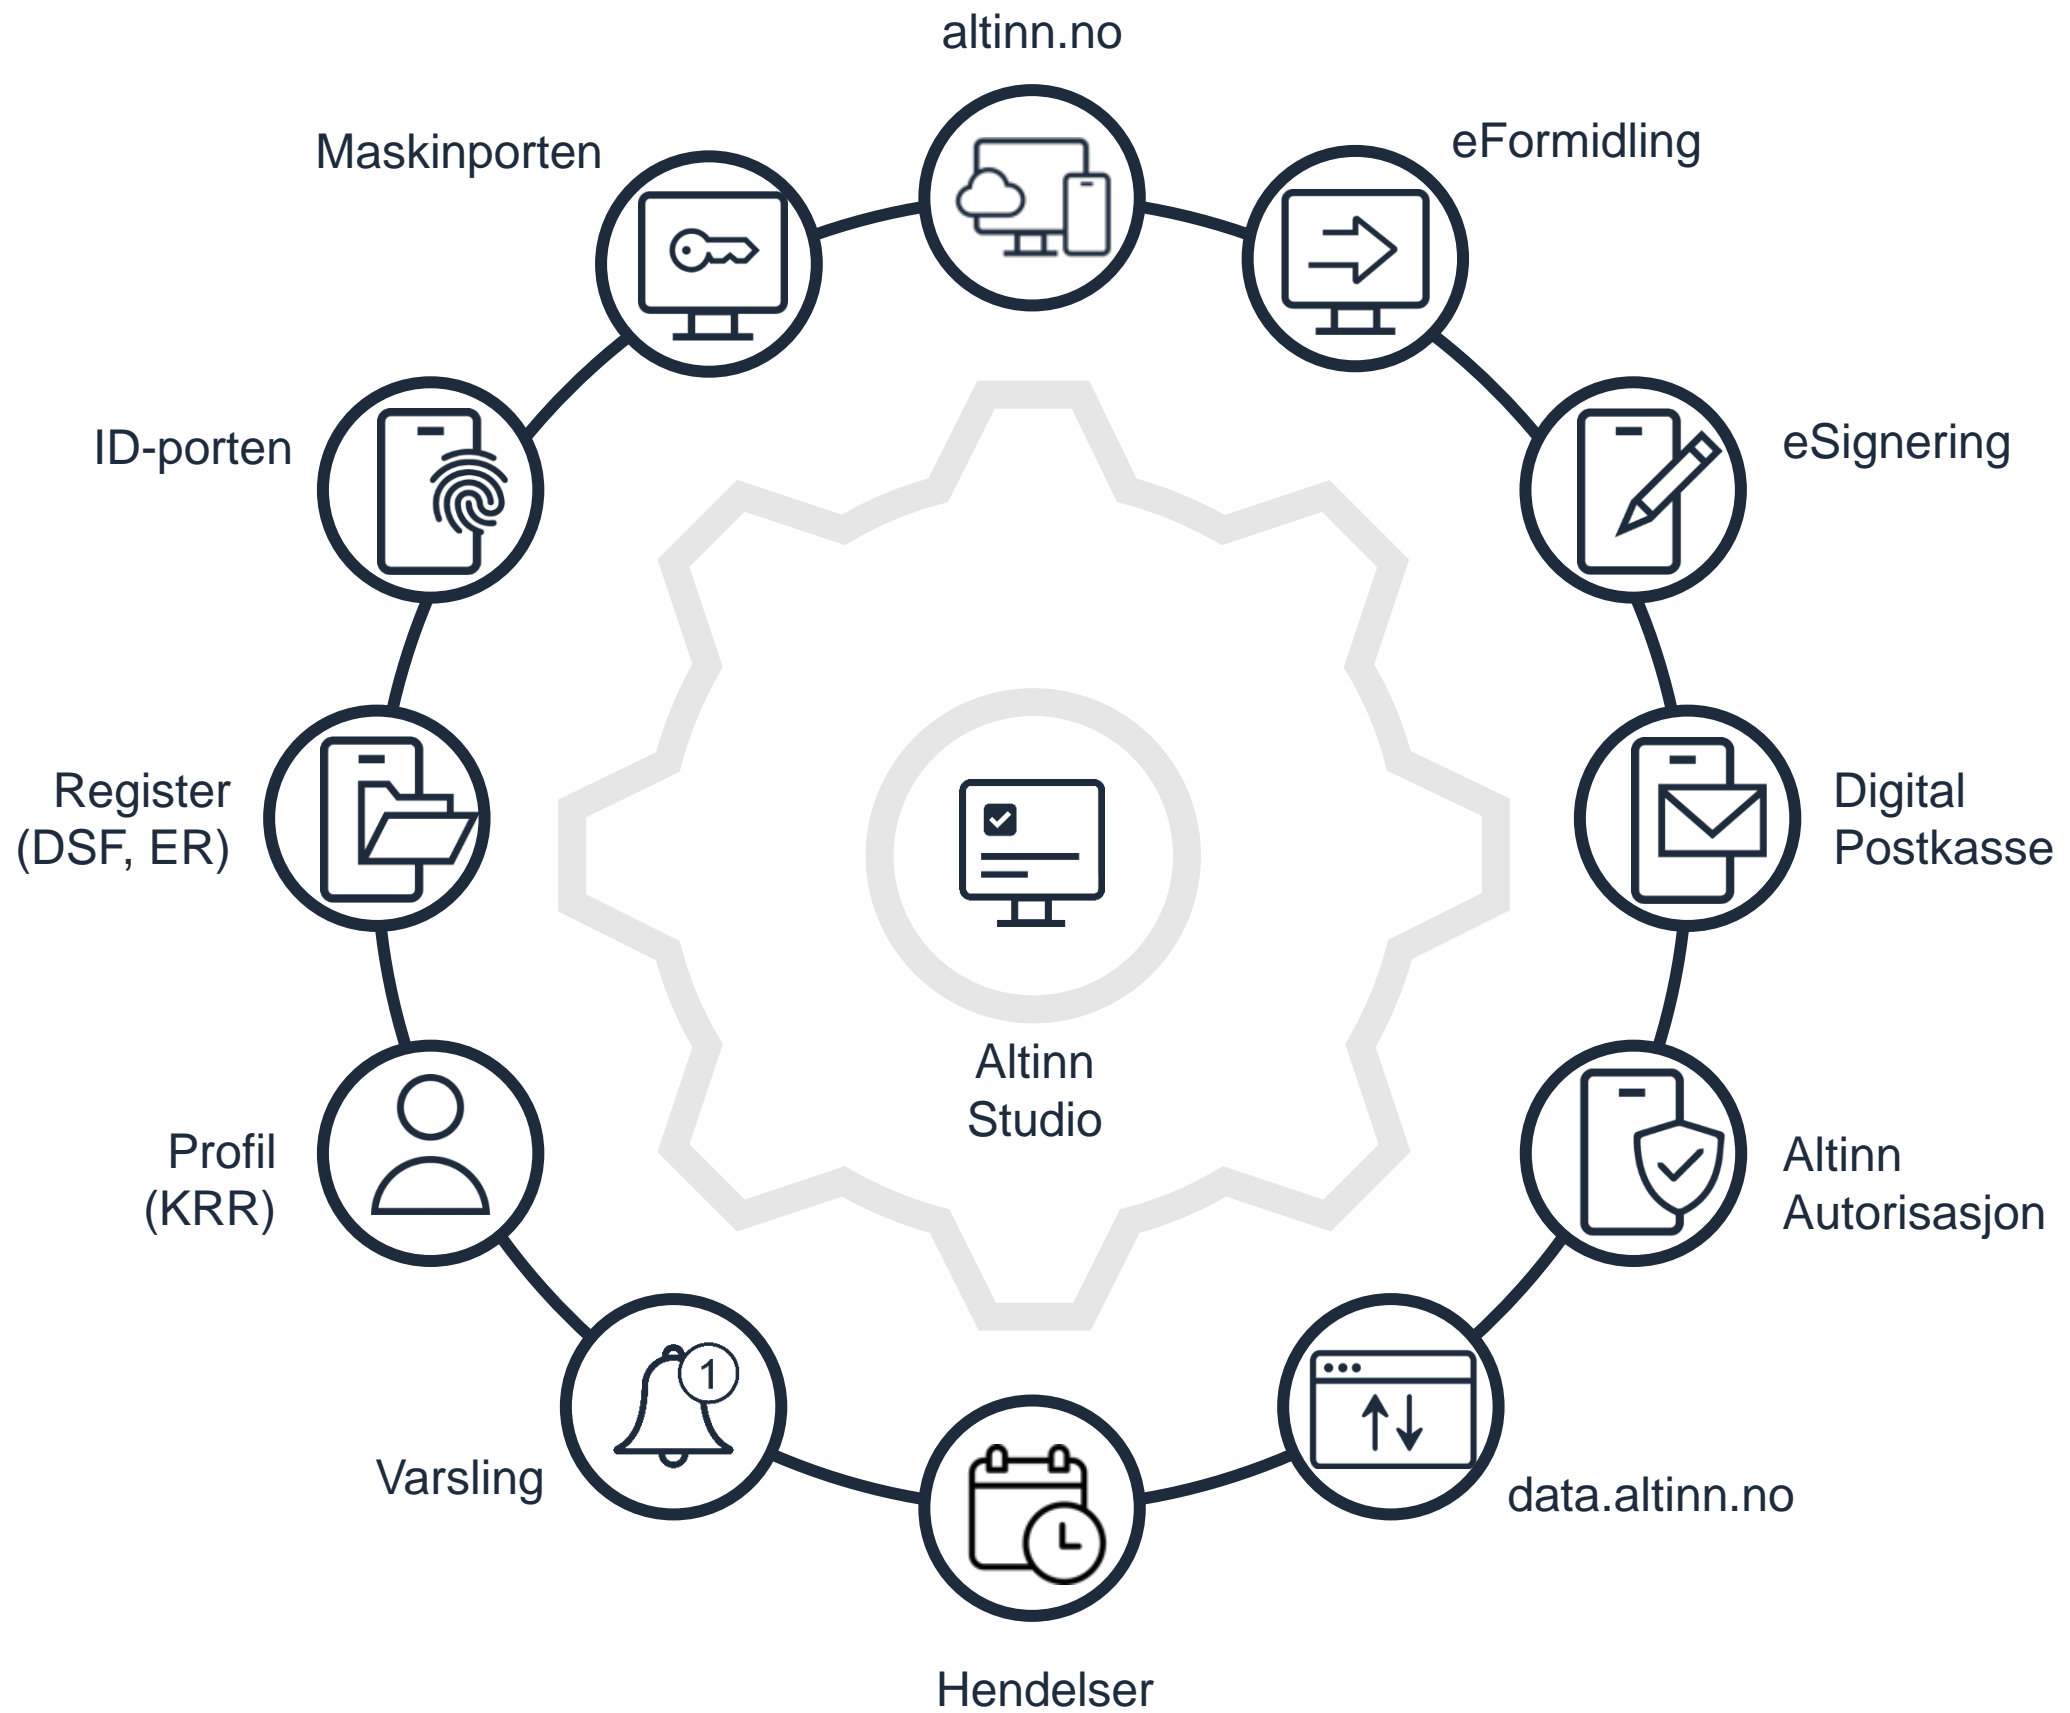 altinn.no
Maskinporten
eFormidling
ID-porten
eSignering
Register
(DSF, ER)
Digital
Postkasse
Altinn
Studio
Profil
(KRR)
Altinn
Autorisasjon
1
Varsling
data.altinn.no
Hendelser